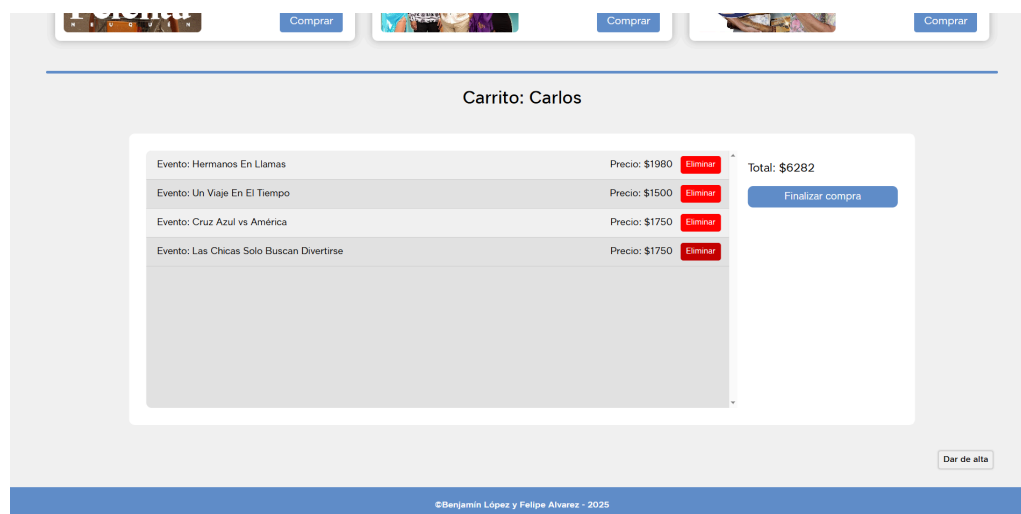 NEUQUÉN
Comprar
Comprar
Comprar
Carrito: Carlos
Evento: Hermanos En Llamas Precio: $1980 Eliminar
Evento: Un Viaje En El Tiempo Precio: $1500 Eliminar
Evento: Cruz Azul vs América Precio: $1750 Eliminar
Evento: Las Chicas Solo Buscan Divertirse Precio: $1750 Eliminar
Total: $6282
Finalizar compra
Dar de alta
©Benjamín López y Felipe Alvarez - 2025